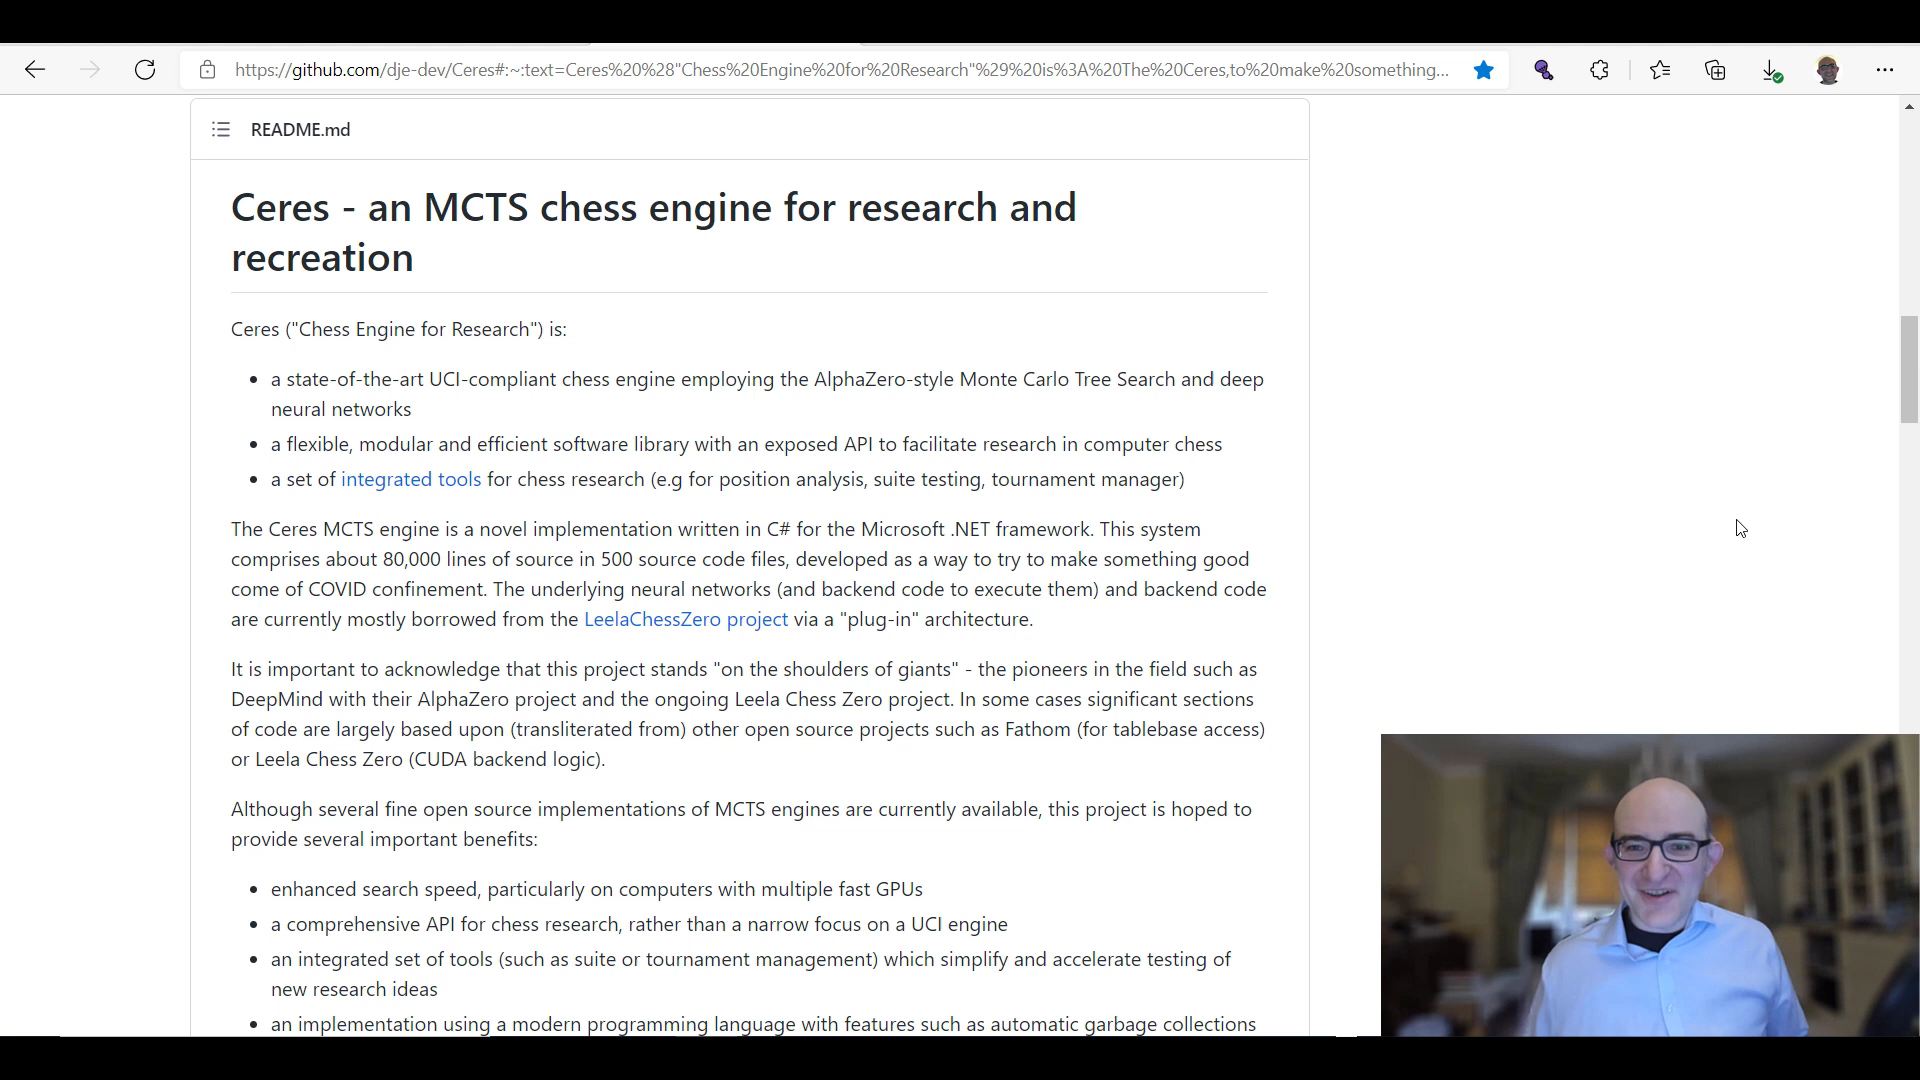 https://github.com/dje-dev/Ceres#:~:text=Ceres%20%28"Chess%20Engine%20for%20Research"%29%20is%3A%20The%20Ceres,to%20make%20something...
README.md
Ceres - an MCTS chess engine for research and
recreation
Ceres ("Chess Engine for Research") is:
• a state-of-the-art UCI-compliant chess engine employing the AlphaZero-style Monte Carlo Tree Search and deep
neural networks
• a flexible, modular and efficient software library with an exposed API to facilitate research in computer chess
• a set of integrated tools for chess research (e.g for position analysis, suite testing, tournament manager)
The Ceres MCTS engine is a novel implementation written in C# for the Microsoft .NET framework. This system
comprises about 80,000 lines of source in 500 source code files, developed as a way to try to make something good
come of COVID confinement. The underlying neural networks (and backend code to execute them) and backend code
are currently mostly borrowed from the LeelaChessZero project via a "plug-in" architecture.
It is important to acknowledge that this project stands "on the shoulders of giants" - the pioneers in the field such as
DeepMind with their AlphaZero project and the ongoing Leela Chess Zero project. In some cases significant sections
of code are largely based upon (transliterated from) other open source projects such as Fathom (for tablebase access)
or Leela Chess Zero (CUDA backend logic).
Although several fine open source implementations of MCTS engines are currently available, this project is hoped to
provide several important benefits:
• enhanced search speed, particularly on computers with multiple fast GPUs
• a comprehensive API for chess research, rather than a narrow focus on a UCI engine
• an integrated set of tools (such as suite or tournament management) which simplify and accelerate testing of
new research ideas
• an implementation using a modern programming language with features such as automatic garbage collections